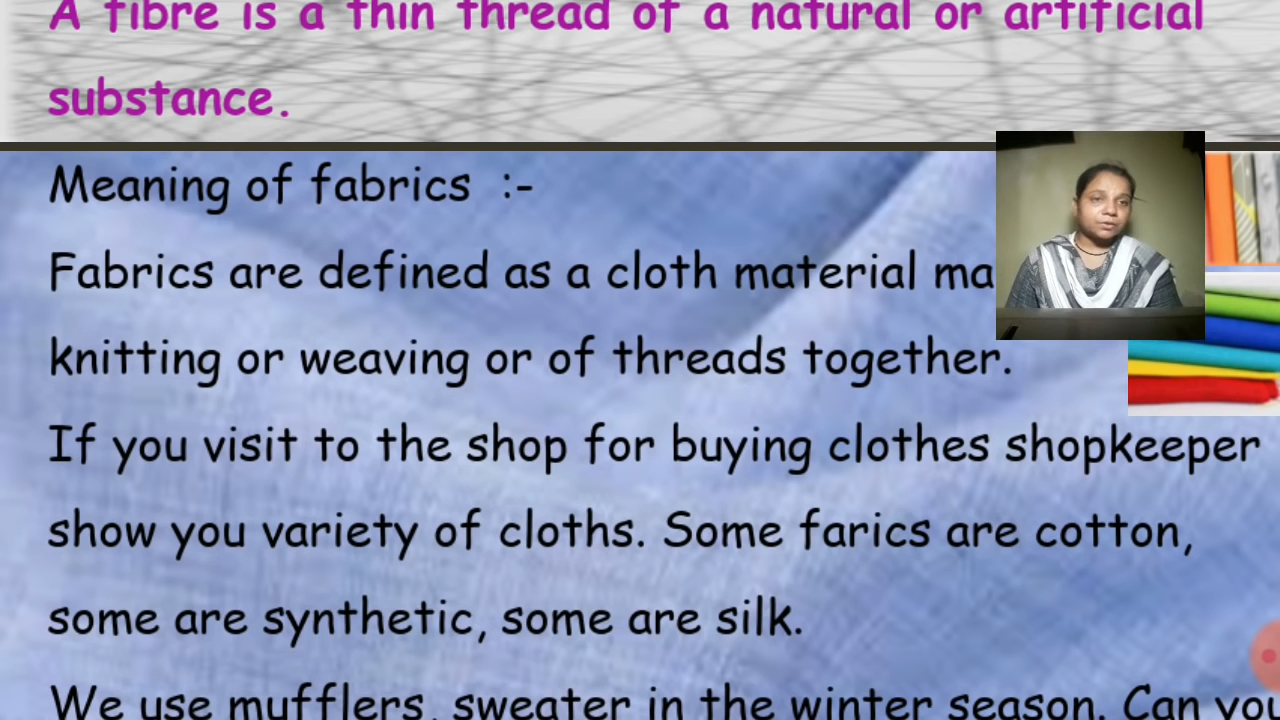 A fibre is a thin thread of a natural or artificial
substance.
Meaning of fabrics :-
Fabrics are defined as a cloth material ma
knitting or weaving or of threads together.
If you visit to the shop for buying clothes shopkeeper
show you variety of cloths. Some farics are cotton,
some are synthetic, some are silk.
We use mufflers, sweater in the winter season. Can you